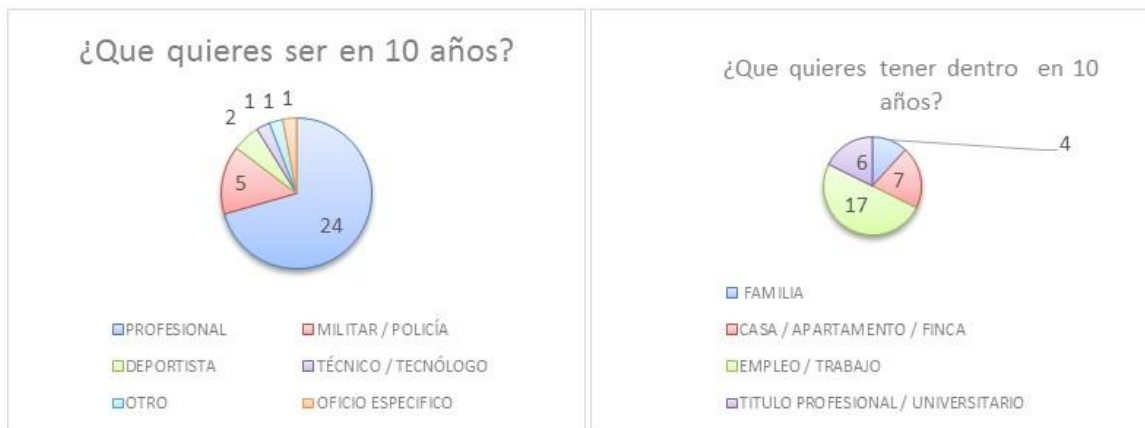 ¿Que quieres ser en 10 años?
1 1 1
2
5
24
PROFESIONAL
MILITAR / POLICÍA
DEPORTISTA
TÉCNICO / TECNÓLOGO
OTRO
OFICIO ESPECIFICO
¿Que quieres tener dentro en 10
años?
4
6
7
17
FAMILIA
CASA / APARTAMENTO / FINCA
EMPLEO / TRABAJO
TITULO PROFESIONAL / UNIVERSITARIO